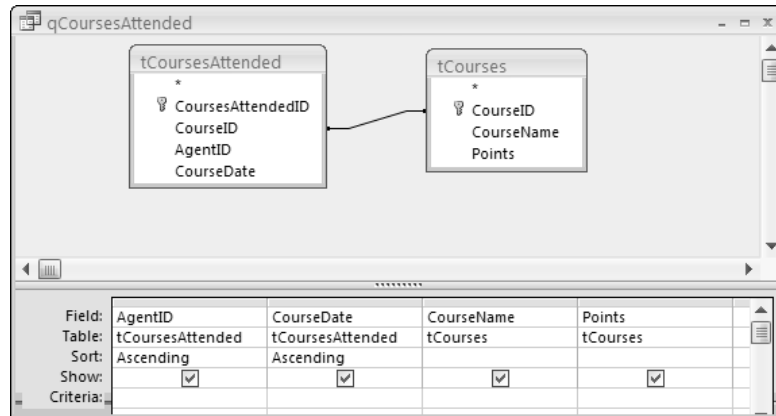 qCoursesAttended
tCoursesAttended
*
CoursesAttendedID
CourseID
AgentID
CourseDate
tCourses
*
CourseID
CourseName
Points
Field: AgentID CourseDate CourseName Points
Table: tCoursesAttended tCoursesAttended tCourses tCourses
Sort: Ascending Ascending
Show:
Criteria: